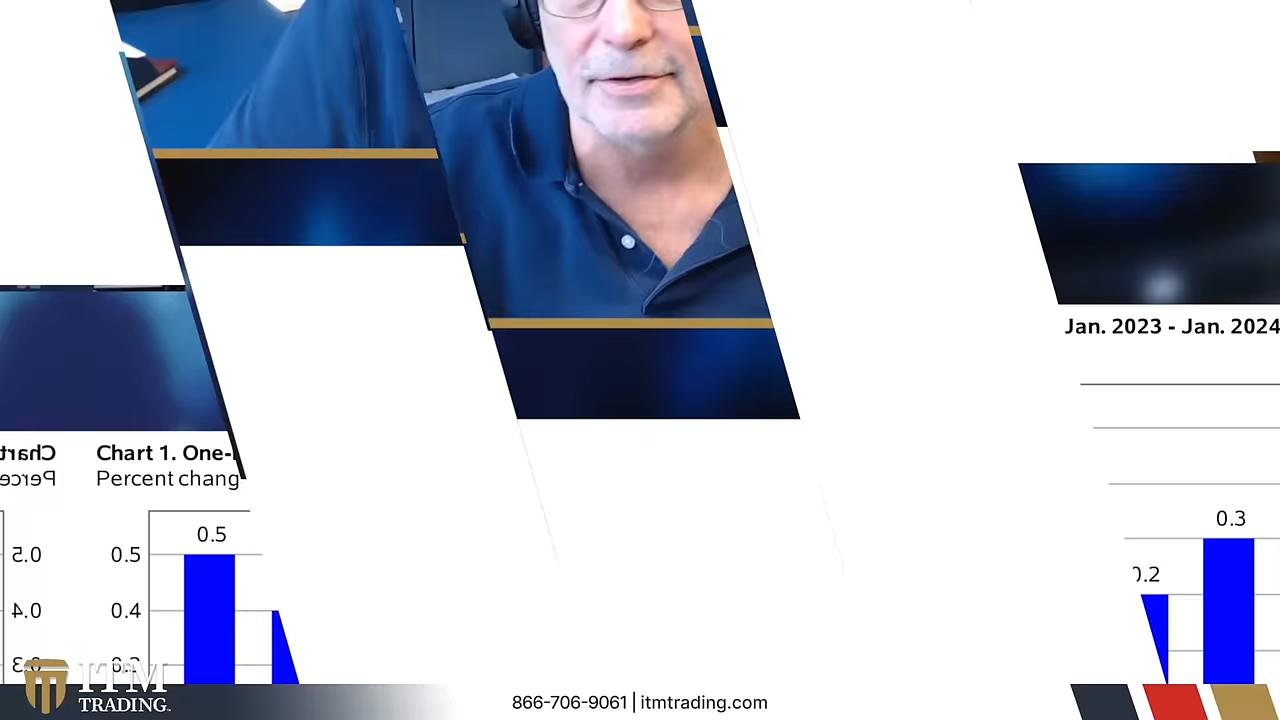 Jan. 2023 - Jan. 2024
Chart 1. One-
Percent chang
0.5
0.5
0.4
0.3
0.2
ITM
TRADING
866-706-9061 | itmtrading.com